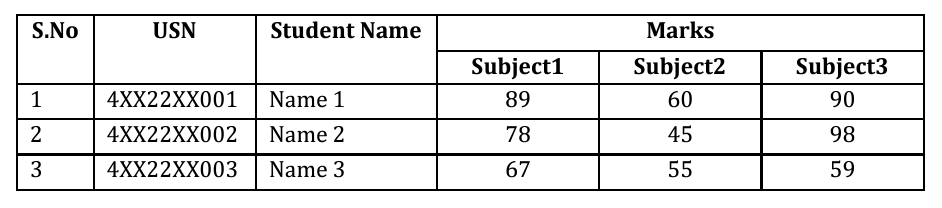 S.No USN Student Name Marks
Subject1 Subject2 Subject3
1 4XX22XX001 Name 1 89 60 90
2 4XX22XX002 Name 2 78 45 98
3 4XX22XX003 Name 3 67 55 59